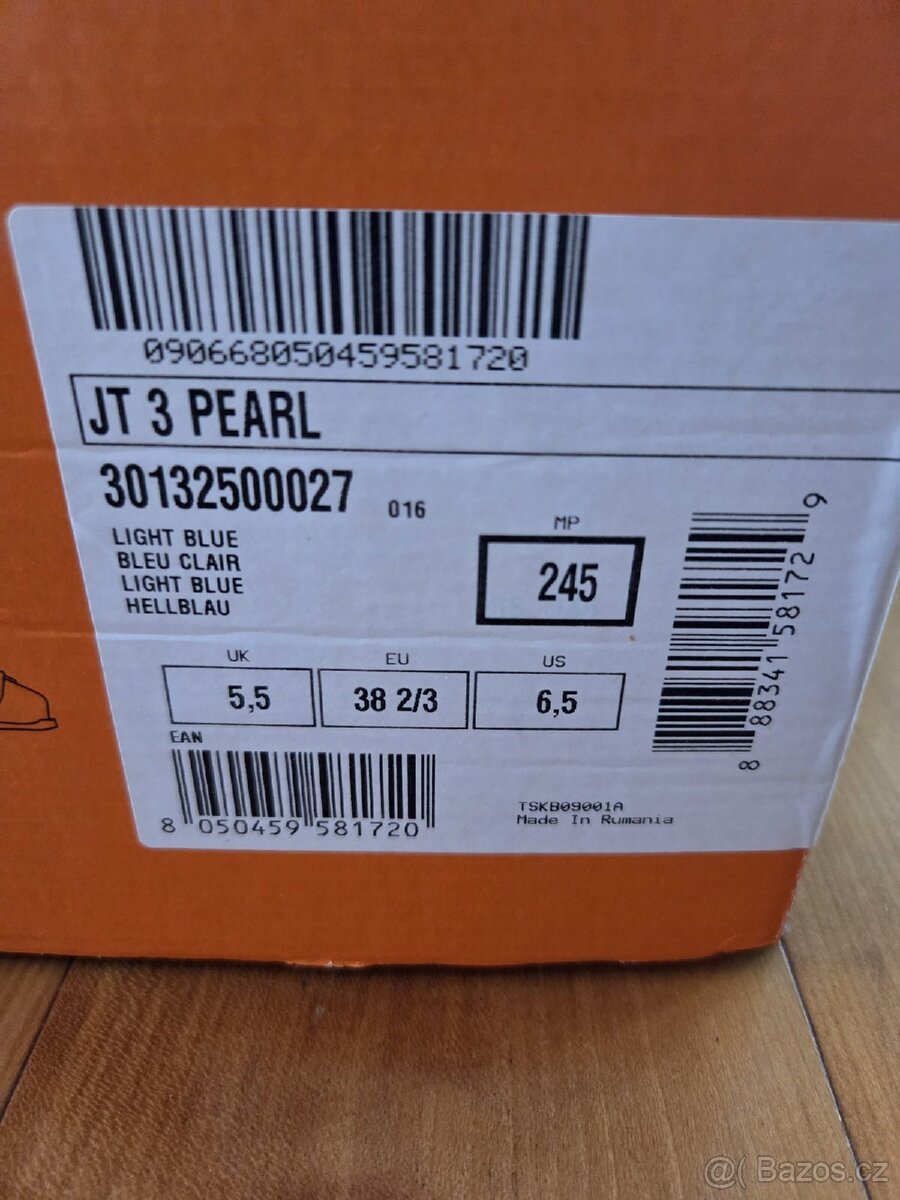 090668050459581720
JT 3 PEARL
30132500027 016
LIGHT BLUE
BLEU CLAIR
LIGHT BLUE
HELLBLAU
MP
245
UK EU US
5,5 38 2/3 6,5
EAN
8 050459 581720
8 88341 58172 9
TSKB09001A
Made In Rumania
@( Bazos.cz